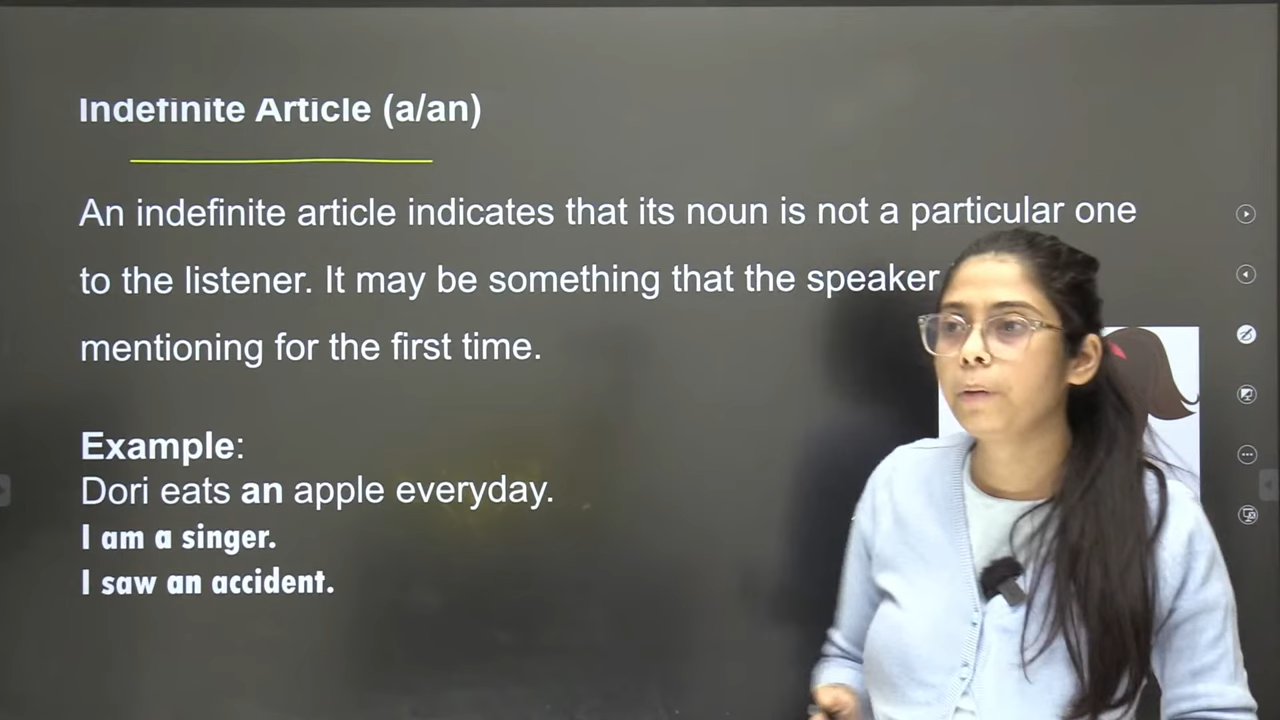 Indefinite Article (a/an)
An indefinite article indicates that its noun is not a particular one
to the listener. It may be something that the speaker
mentioning for the first time.
Example:
Dori eats an apple everyday.
I am a singer.
I saw an accident.